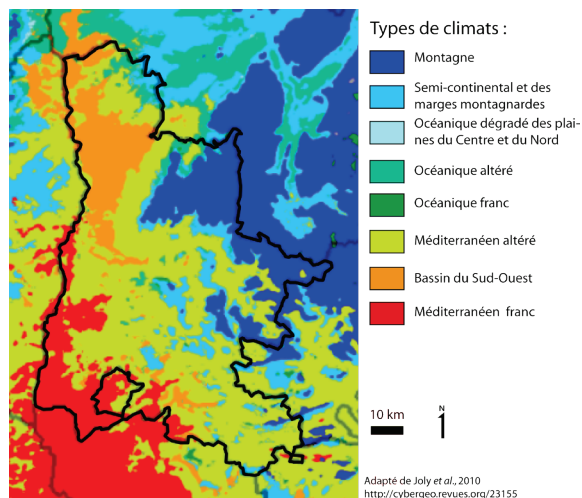 Types de climats :
Montagne
Semi-continental et des
marges montagnardes
Océanique dégradé des plai-
nes du Centre et du Nord
Océanique altéré
Océanique franc
Méditerranéen altéré
Bassin du Sud-Ouest
Méditerranéen franc
10 km
N
Adapté de Joly et al., 2010
http://cybergeo.revues.org/23155